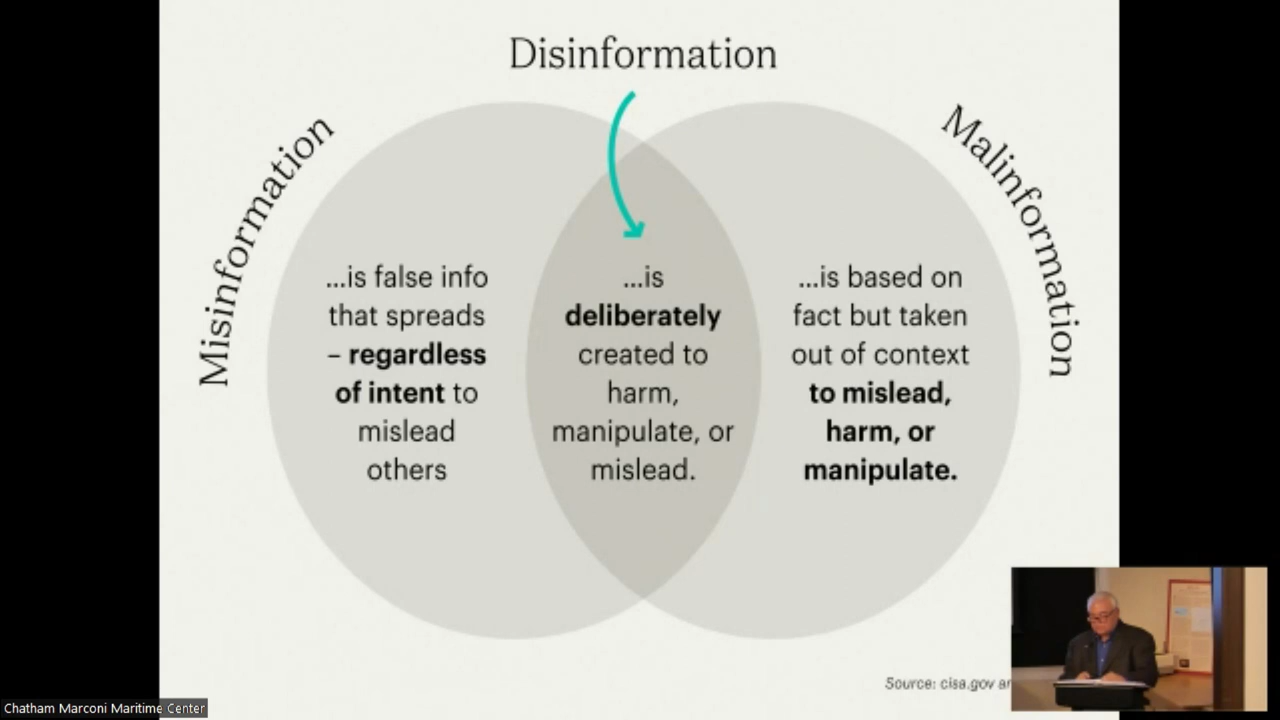 Disinformation
Misinformation
Malinformation
...is false info
that spreads
– regardless
of intent to
mislead
others
...is
deliberately
created to
harm,
manipulate, or
mislead.
...is based on
fact but taken
out of context
to mislead,
harm, or
manipulate.
Source: cisa.gov
Chatham Marconi Maritime Center